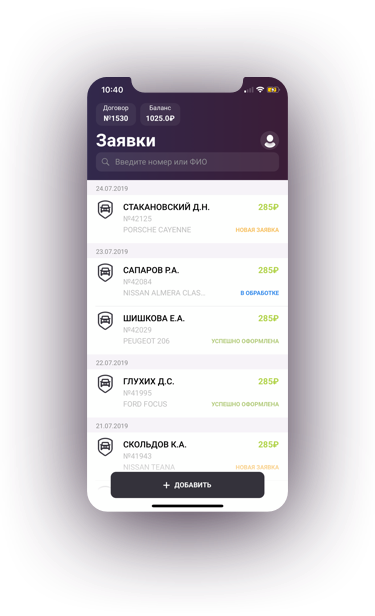 10:40
Договор
№1530
Баланс
1025.0₽
Заявки
Введите номер или ФИО
24.07.2019
СТАКАНОВСКИЙ Д.Н.
285₽
№42125
PORSCHE CAYENNE
НОВАЯ ЗАЯВКА
23.07.2019
САПАРОВ Р.А.
285₽
№42084
NISSAN ALMERA CLAS...
В ОБРАБОТКЕ
ШИШКОВА Е.А.
285₽
№42029
PEUGEOT 206
УСПЕШНО ОФОРМЛЕНА
22.07.2019
ГЛУХИХ Д.С.
285₽
№41995
FORD FOCUS
УСПЕШНО ОФОРМЛЕНА
21.07.2019
СКОЛЬДОВ К.А.
285₽
№41943
NISSAN TEANA
НОВАЯ ЗАЯВКА
+ ДОБАВИТЬ